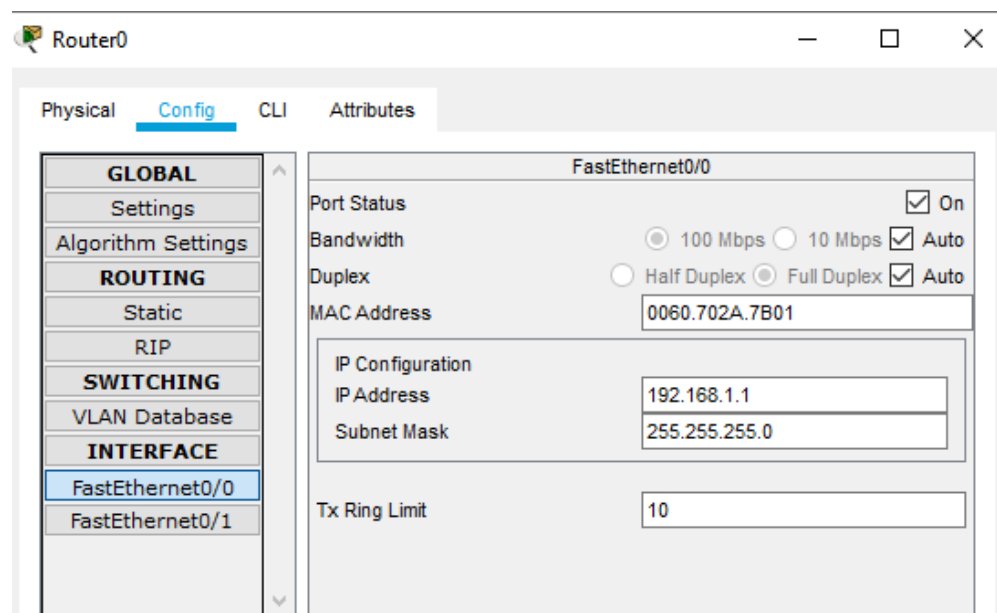 Router0
Physical Config CLI Attributes
GLOBAL
Settings
Algorithm Settings
ROUTING
Static
RIP
SWITCHING
VLAN Database
INTERFACE
FastEthernet0/0
FastEthernet0/1
FastEthernet0/0
Port Status On
Bandwidth 100 Mbps 10 Mbps Auto
Duplex Half Duplex Full Duplex Auto
MAC Address 0060.702A.7B01
IP Configuration
IP Address 192.168.1.1
Subnet Mask 255.255.255.0
Tx Ring Limit 10